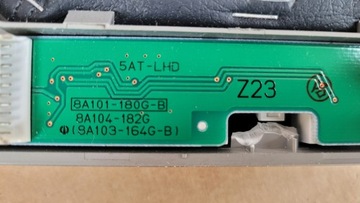 5AT-LHD
8A101-180G-B
8A104-182G
(9A103-164G-B)
Z23